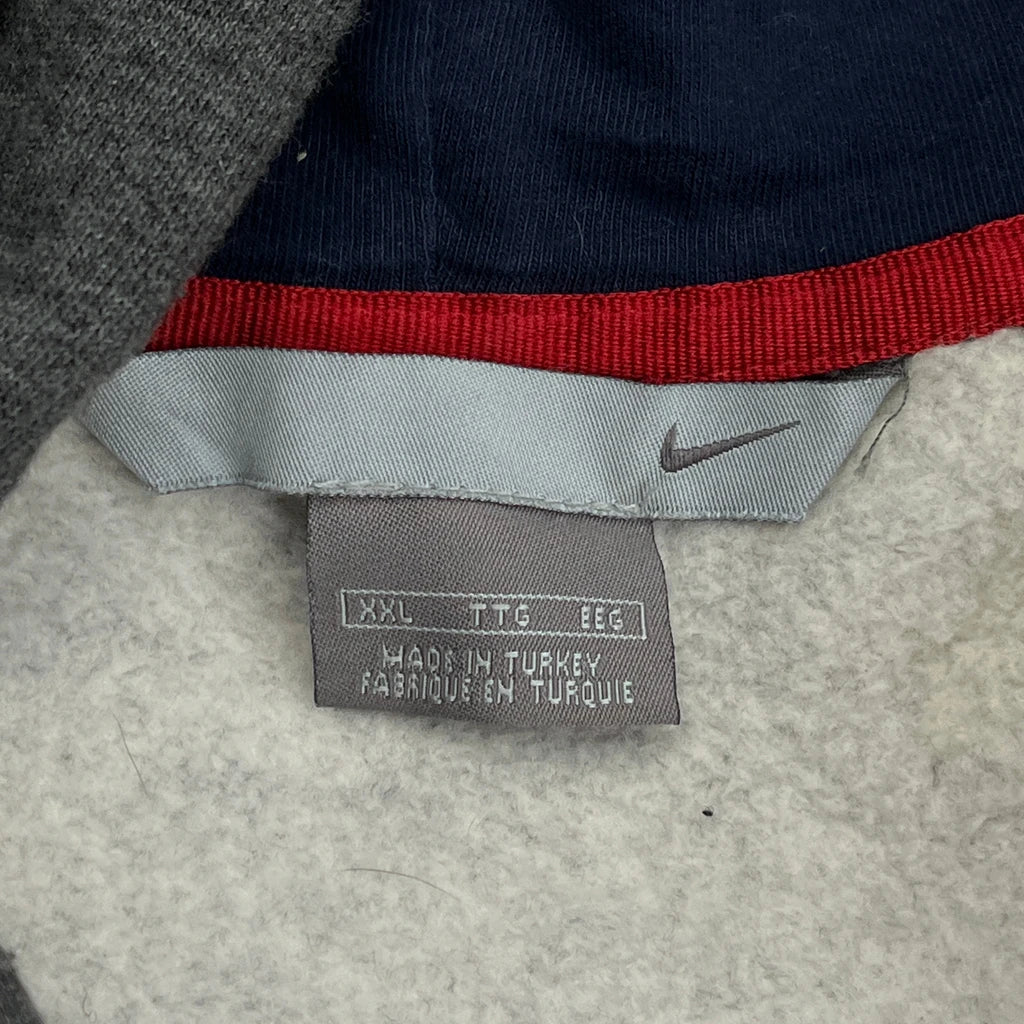 XXL TTG EEG
MADE IN TURKEY
FABRIQUE EN TURQUIE